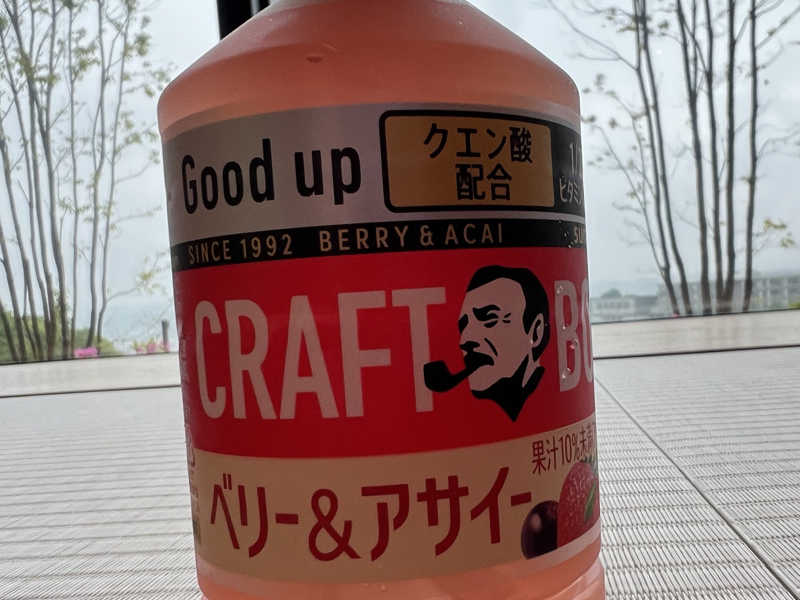 Good up
クエン酸
配合
SINCE 1992 BERRY & ACAI
CRAFT
ベリー&アサイー
果汁10%未満